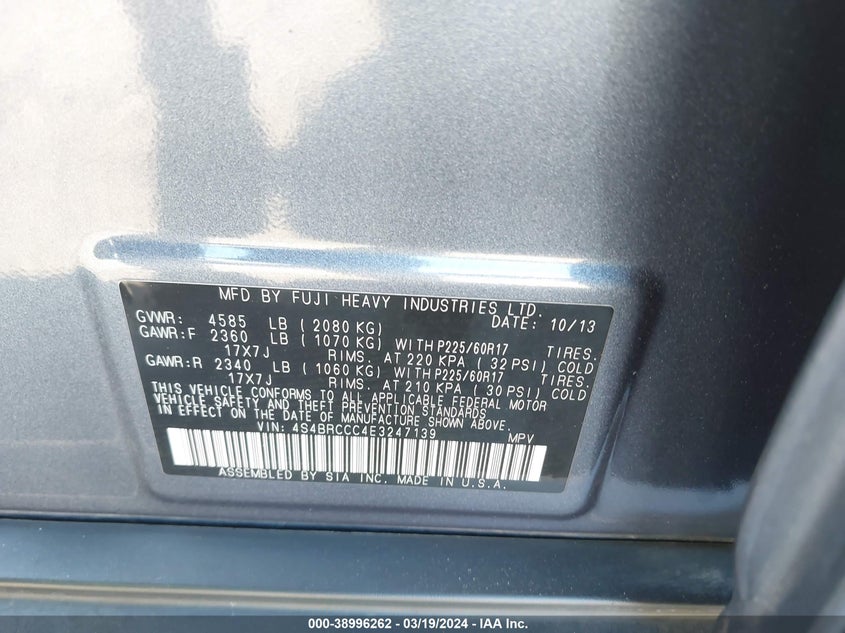 MFD BY FUJI HEAVY INDUSTRIES LTD.
GVWR: 4585 LB (2080 KG) DATE: 10/13
GAWR:F 2360 LB (1070 KG) WITH P225/60R17 TIRES.
17X7J RIMS. AT 220 KPA (32 PSI) COLD
GAWR:R 2340 LB (1060 KG) WITH P225/60R17 TIRES.
17X7J RIMS. AT 210 KPA (30 PSI) COLD
THIS VEHICLE CONFORMS TO ALL APPLICABLE FEDERAL MOTOR
VEHICLE SAFETY AND THEFT PREVENTION STANDARDS
IN EFFECT ON THE DATE OF MANUFACTURE SHOWN ABOVE.
VIN: 4S4BRCCC4E3247139 MPV
ASSEMBLED BY SIA INC. MADE IN U.S.A.
000-38996262 - 03/19/2024 - IAA Inc.